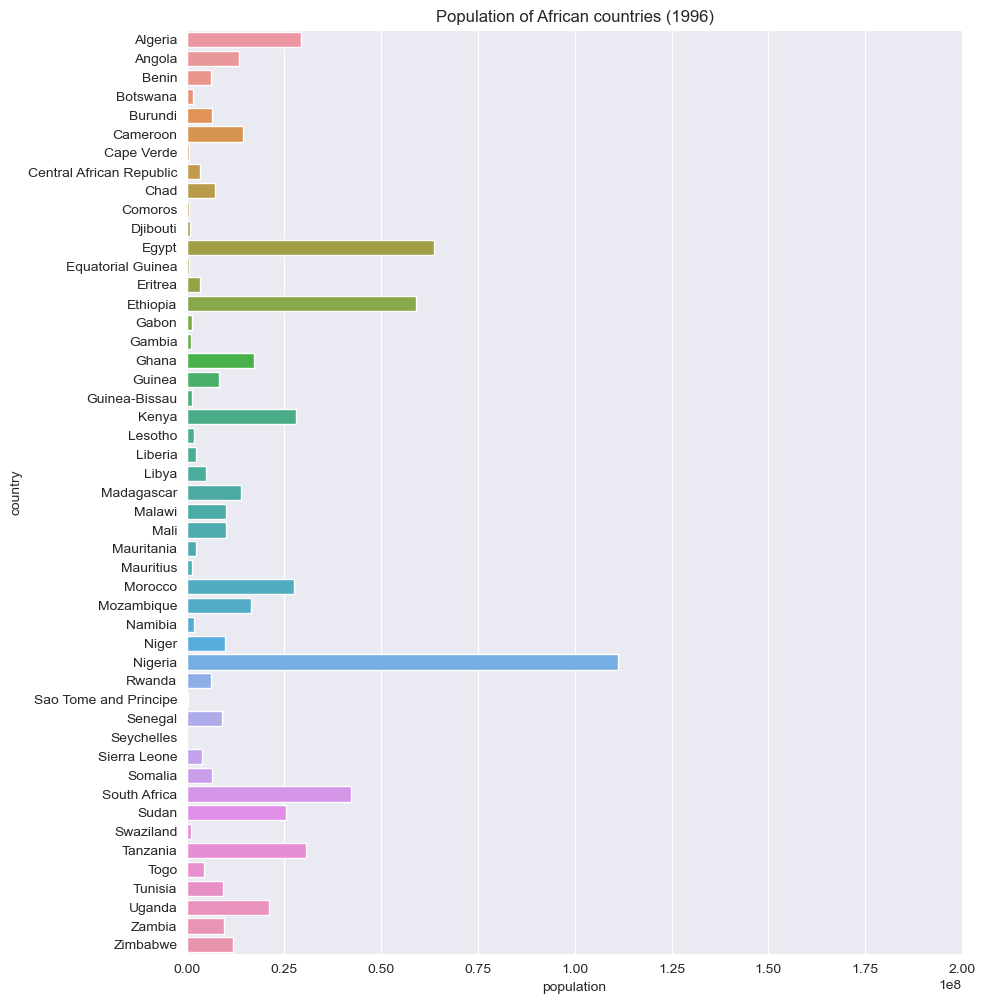 Population of African countries (1996)
Algeria
Angola
Benin
Botswana
Burundi
Cameroon
Cape Verde
Central African Republic
Chad
Comoros
Djibouti
Egypt
Equatorial Guinea
Eritrea
Ethiopia
Gabon
Gambia
Ghana
Guinea
Guinea-Bissau
Kenya
Lesotho
Liberia
Libya
Madagascar
Malawi
Mali
Mauritania
Mauritius
Morocco
Mozambique
Namibia
Niger
Nigeria
Rwanda
Sao Tome and Principe
Senegal
Seychelles
Sierra Leone
Somalia
South Africa
Sudan
Swaziland
Tanzania
Togo
Tunisia
Uganda
Zambia
Zimbabwe
country
0.00 0.25 0.50 0.75 1.00 1.25 1.50 1.75 2.00
1e8
population